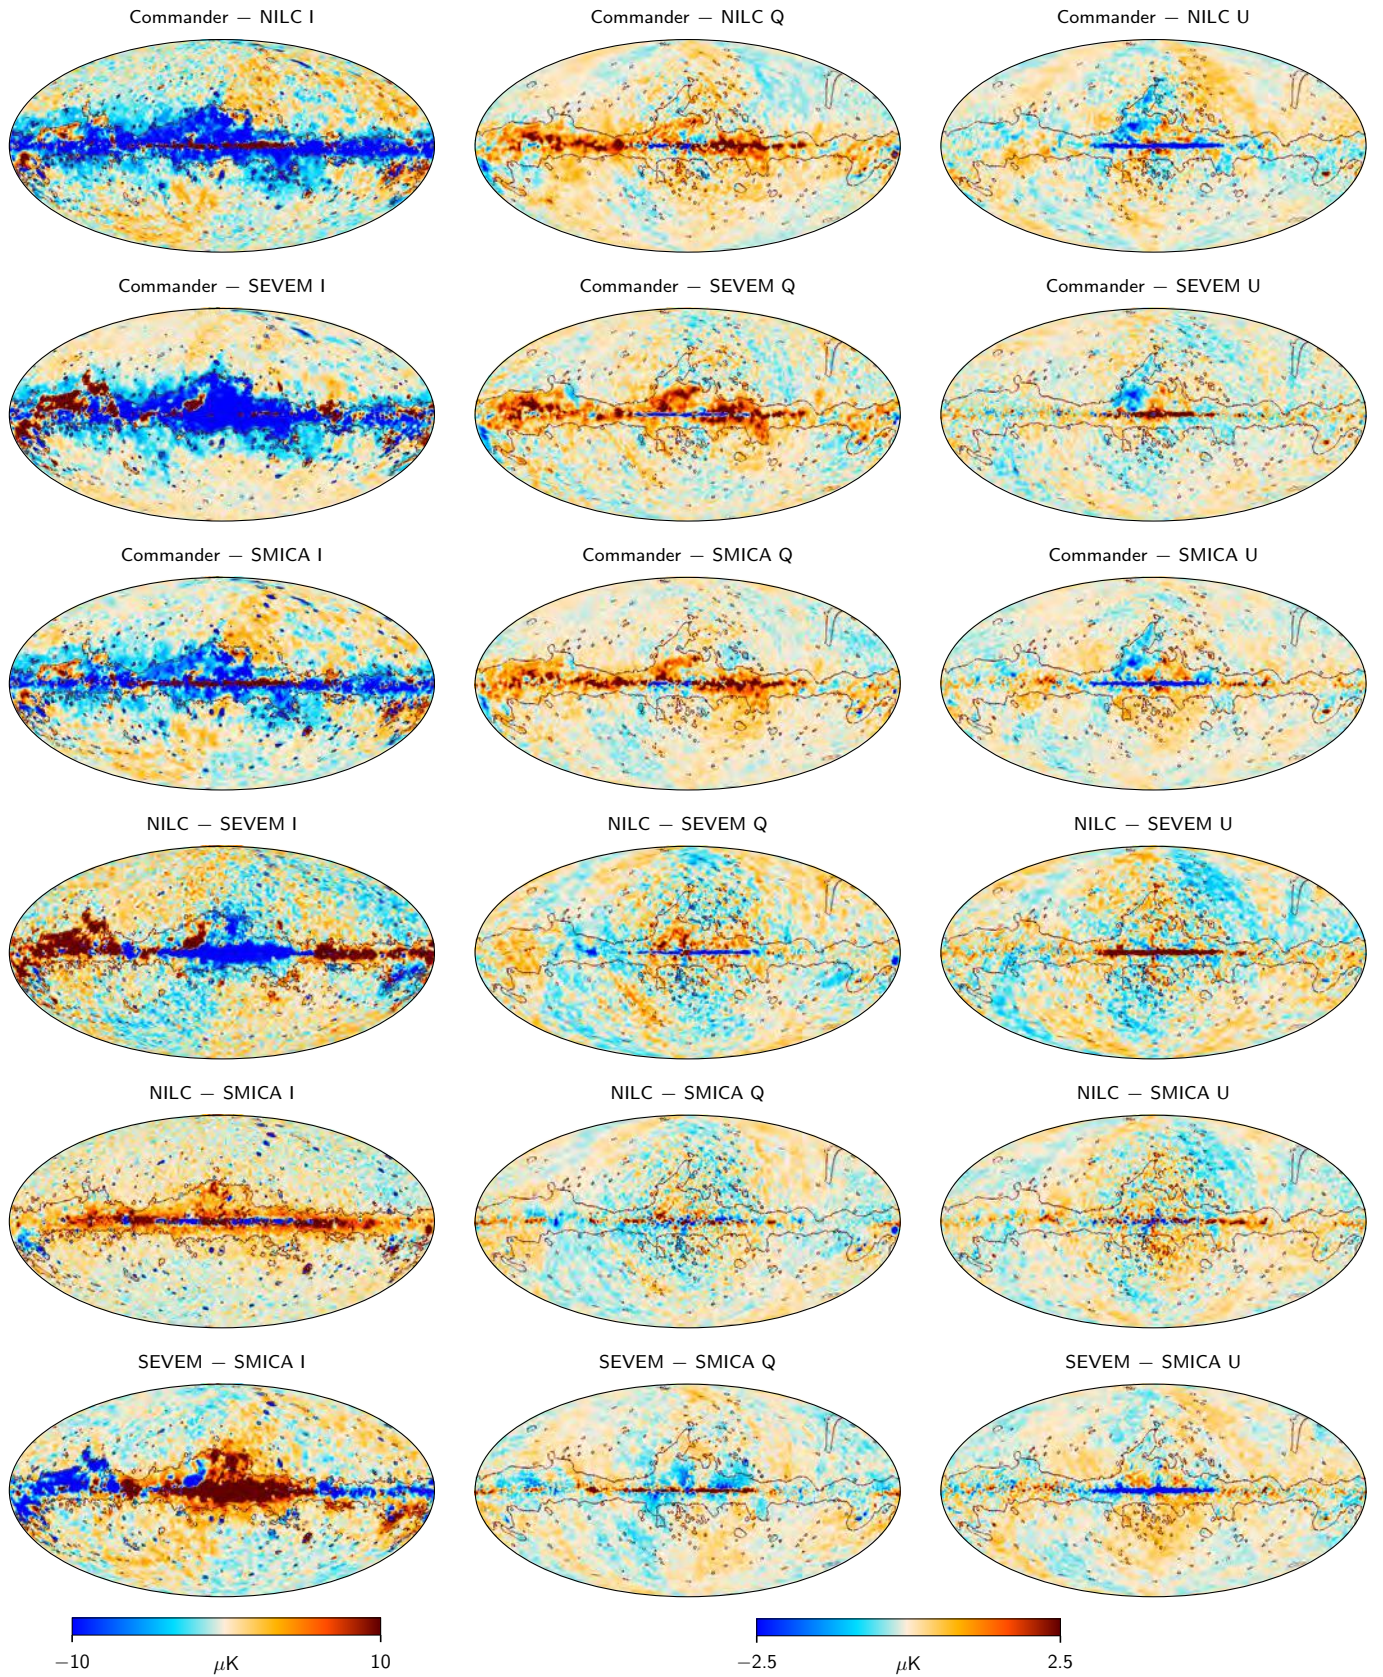 Commander − NILC I
Commander − NILC Q
Commander − NILC U
Commander − SEVEM I
Commander − SEVEM Q
Commander − SEVEM U
Commander − SMICA I
Commander − SMICA Q
Commander − SMICA U
NILC − SEVEM I
NILC − SEVEM Q
NILC − SEVEM U
NILC − SMICA I
NILC − SMICA Q
NILC − SMICA U
SEVEM − SMICA I
SEVEM − SMICA Q
SEVEM − SMICA U
−10 μK 10
−2.5 μK 2.5